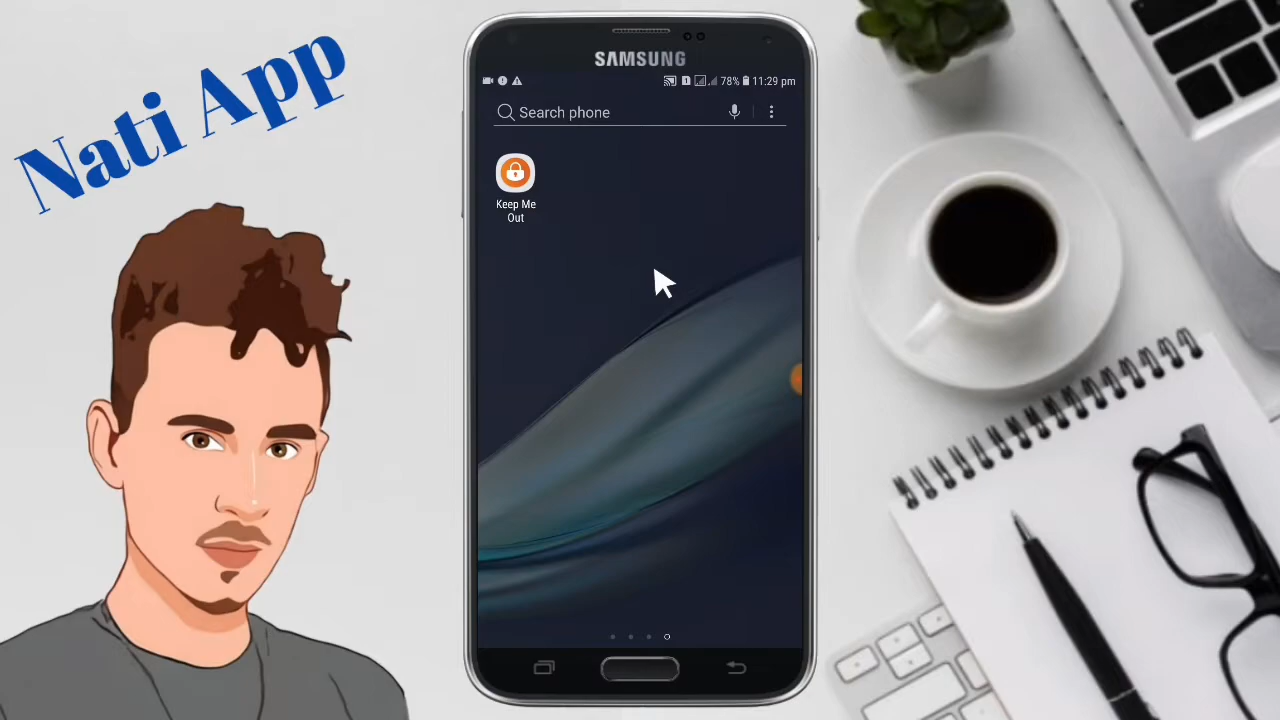 Nati App
SAMSUNG
78% 11:29 pm
Search phone
Keep Me
Out